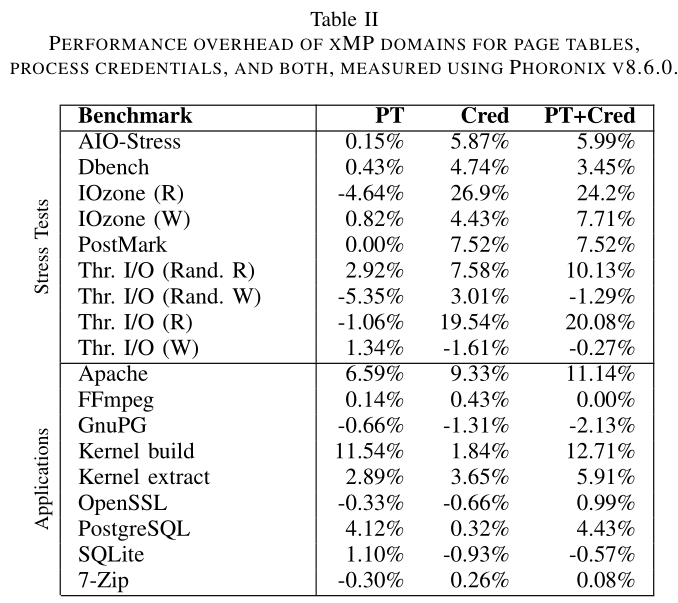 Table II
PERFORMANCE OVERHEAD OF XMP DOMAINS FOR PAGE TABLES,
PROCESS CREDENTIALS, AND BOTH, MEASURED USING PHORONIX V8.6.0.
Benchmark PT Cred PT+Cred
Stress Tests
AIO-Stress 0.15% 5.87% 5.99%
Dbench 0.43% 4.74% 3.45%
IOzone (R) -4.64% 26.9% 24.2%
IOzone (W) 0.82% 4.43% 7.71%
PostMark 0.00% 7.52% 7.52%
Thr. I/O (Rand. R) 2.92% 7.58% 10.13%
Thr. I/O (Rand. W) -5.35% 3.01% -1.29%
Thr. I/O (R) -1.06% 19.54% 20.08%
Thr. I/O (W) 1.34% -1.61% -0.27%
Applications
Apache 6.59% 9.33% 11.14%
FFmpeg 0.14% 0.43% 0.00%
GnuPG -0.66% -1.31% -2.13%
Kernel build 11.54% 1.84% 12.71%
Kernel extract 2.89% 3.65% 5.91%
OpenSSL -0.33% -0.66% 0.99%
PostgreSQL 4.12% 0.32% 4.43%
SQLite 1.10% -0.93% -0.57%
7-Zip -0.30% 0.26% 0.08%